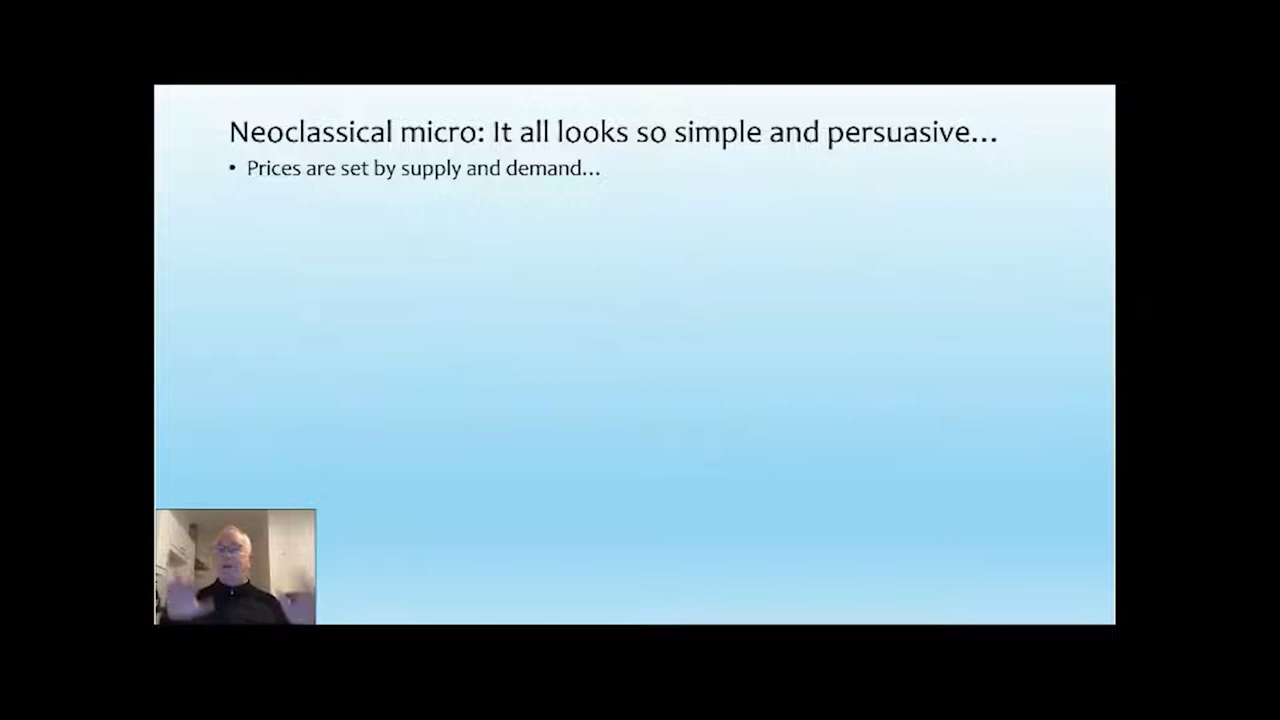 Neoclassical micro: It all looks so simple and persuasive…
• Prices are set by supply and demand…